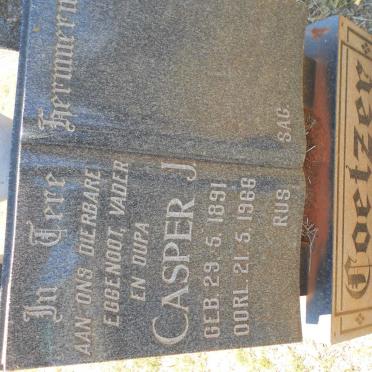 In Tere Herinnering
AAN ONS DIERBARE
EGGENOOT, VADER
EN OUPA
CASPER J
GEB. 29. 5. 1891
OORL. 21. 5. 1968
RUS SAG
Coetzer